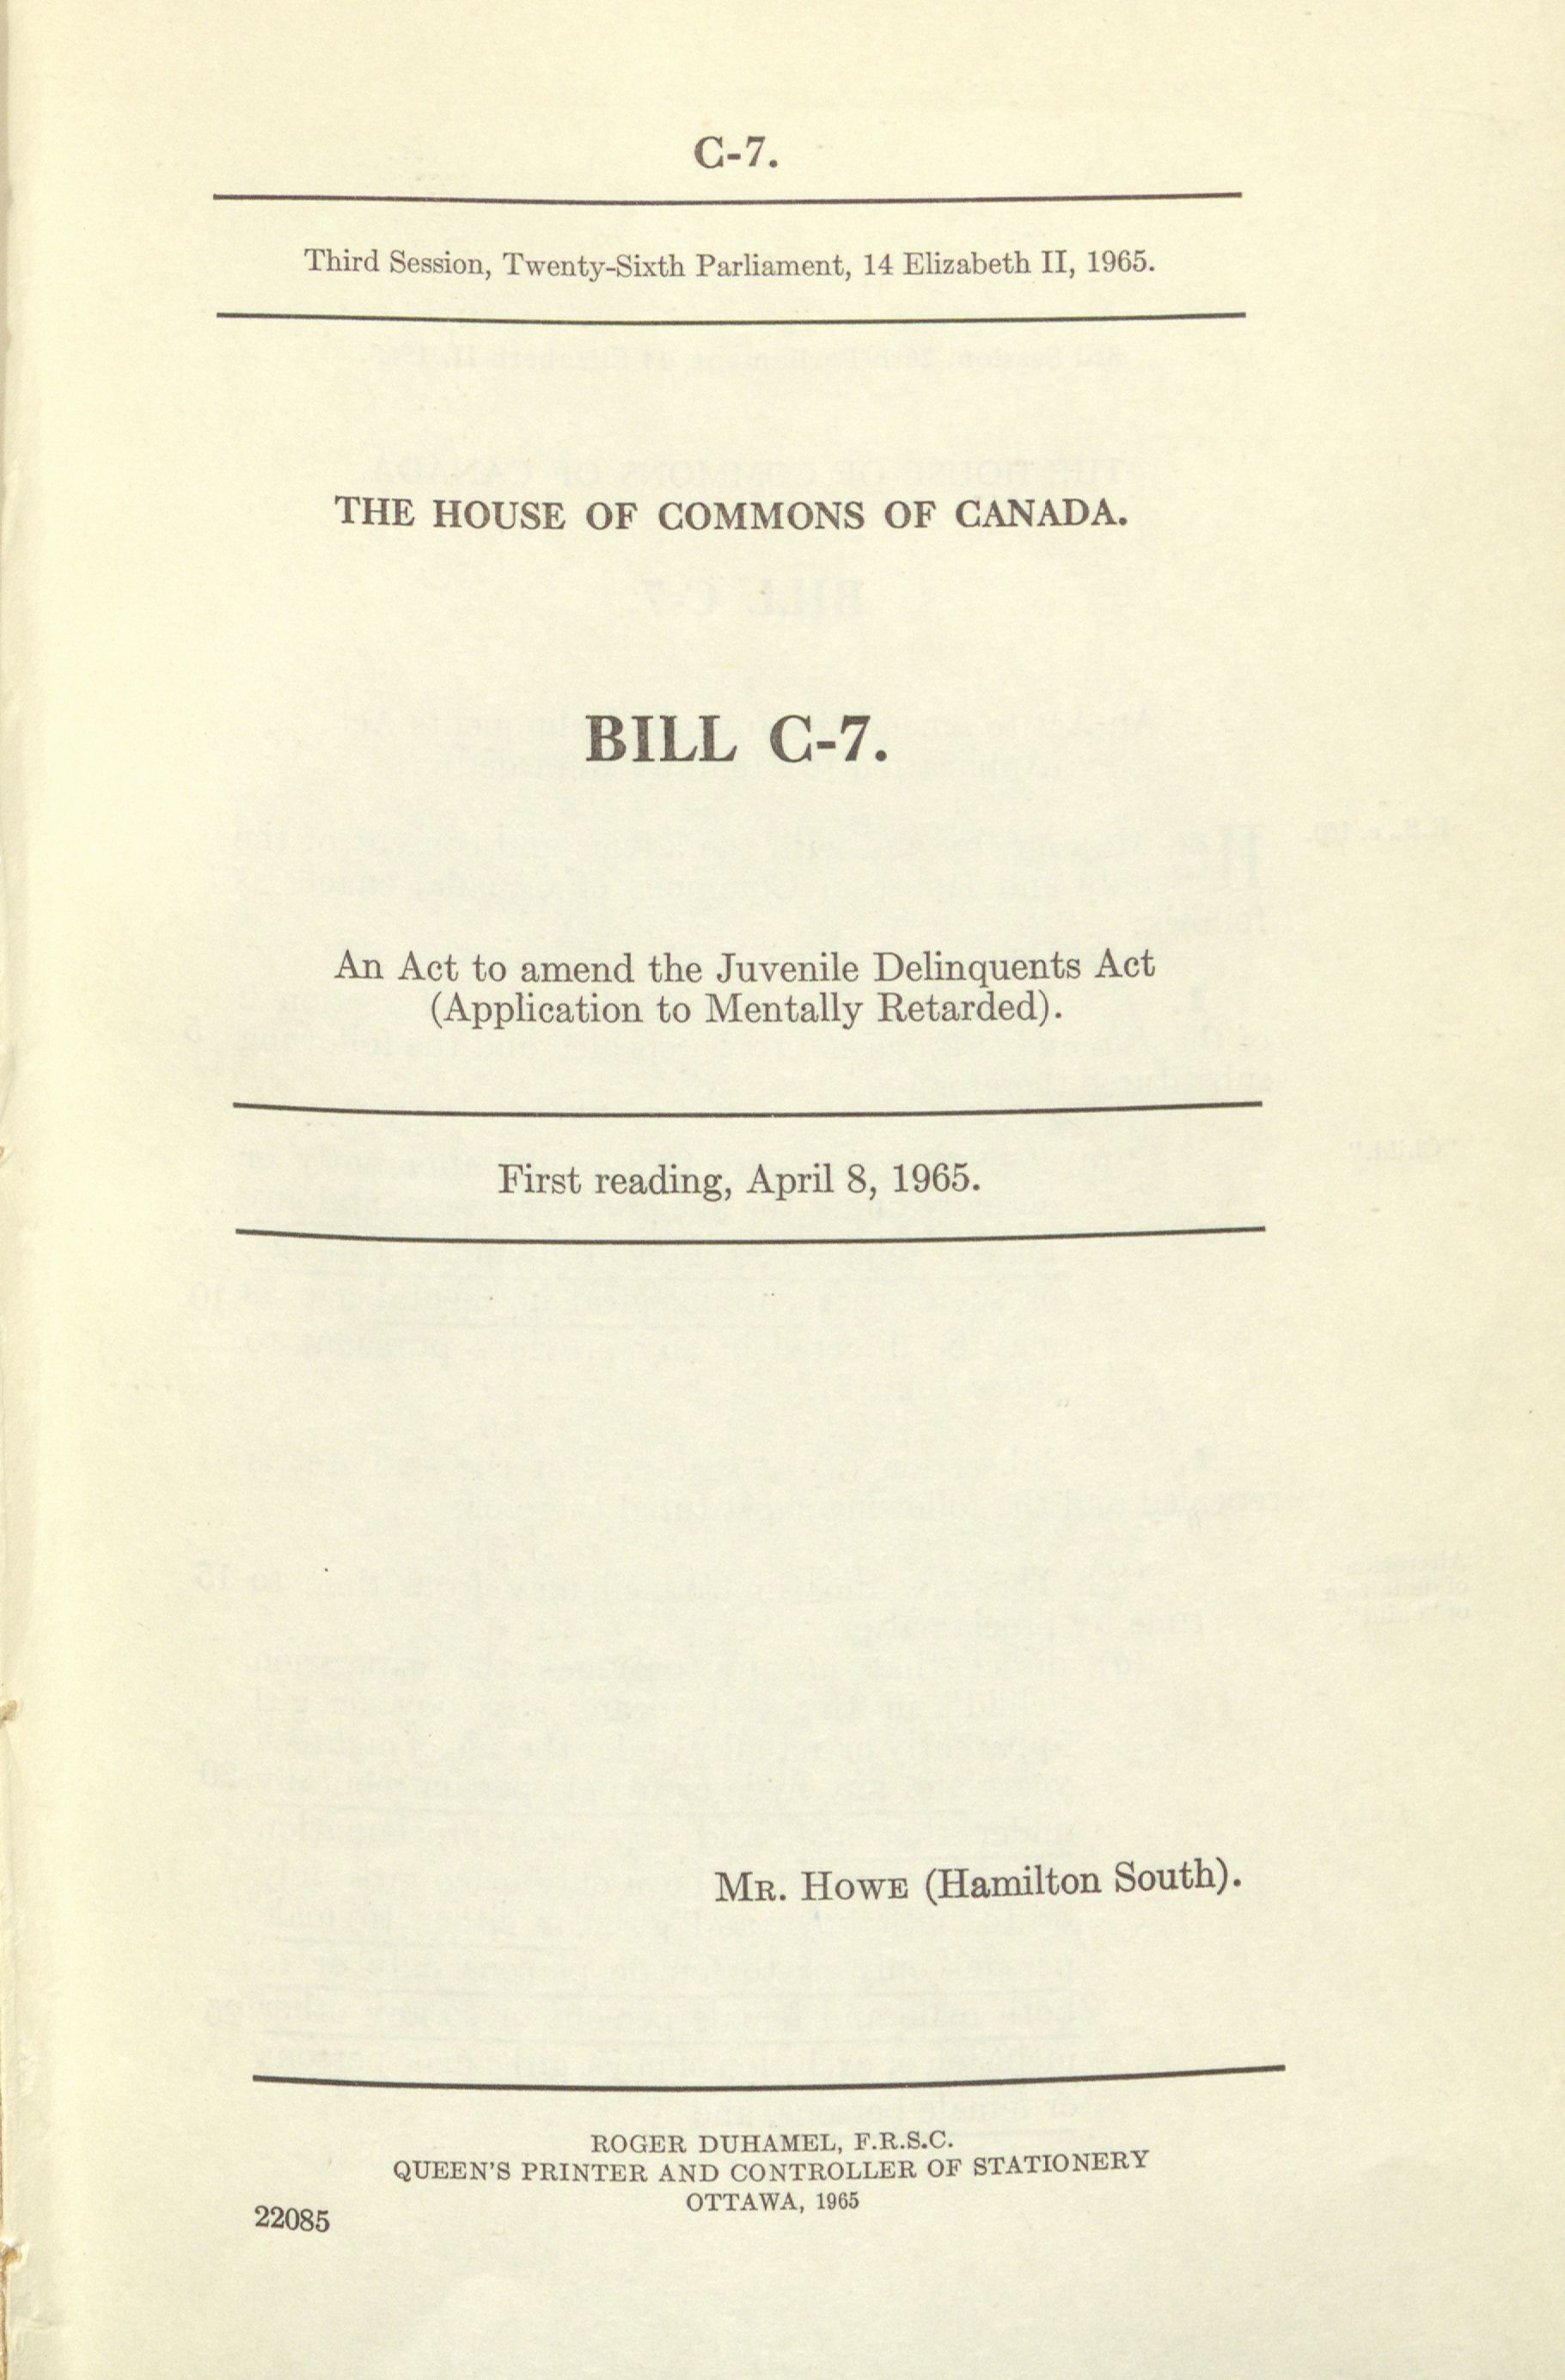 C-7.
Third Session, Twenty-Sixth Parliament, 14 Elizabeth II, 1965.
THE HOUSE OF COMMONS OF CANADA.
BILL C-7.
An Act to amend the Juvenile Delinquents Act
(Application to Mentally Retarded).
First reading, April 8, 1965.
MR. HOWE (Hamilton South).
ROGER DUHAMEL, F.R.S.C.
QUEEN'S PRINTER AND CONTROLLER OF STATIONERY
OTTAWA, 1965
22085